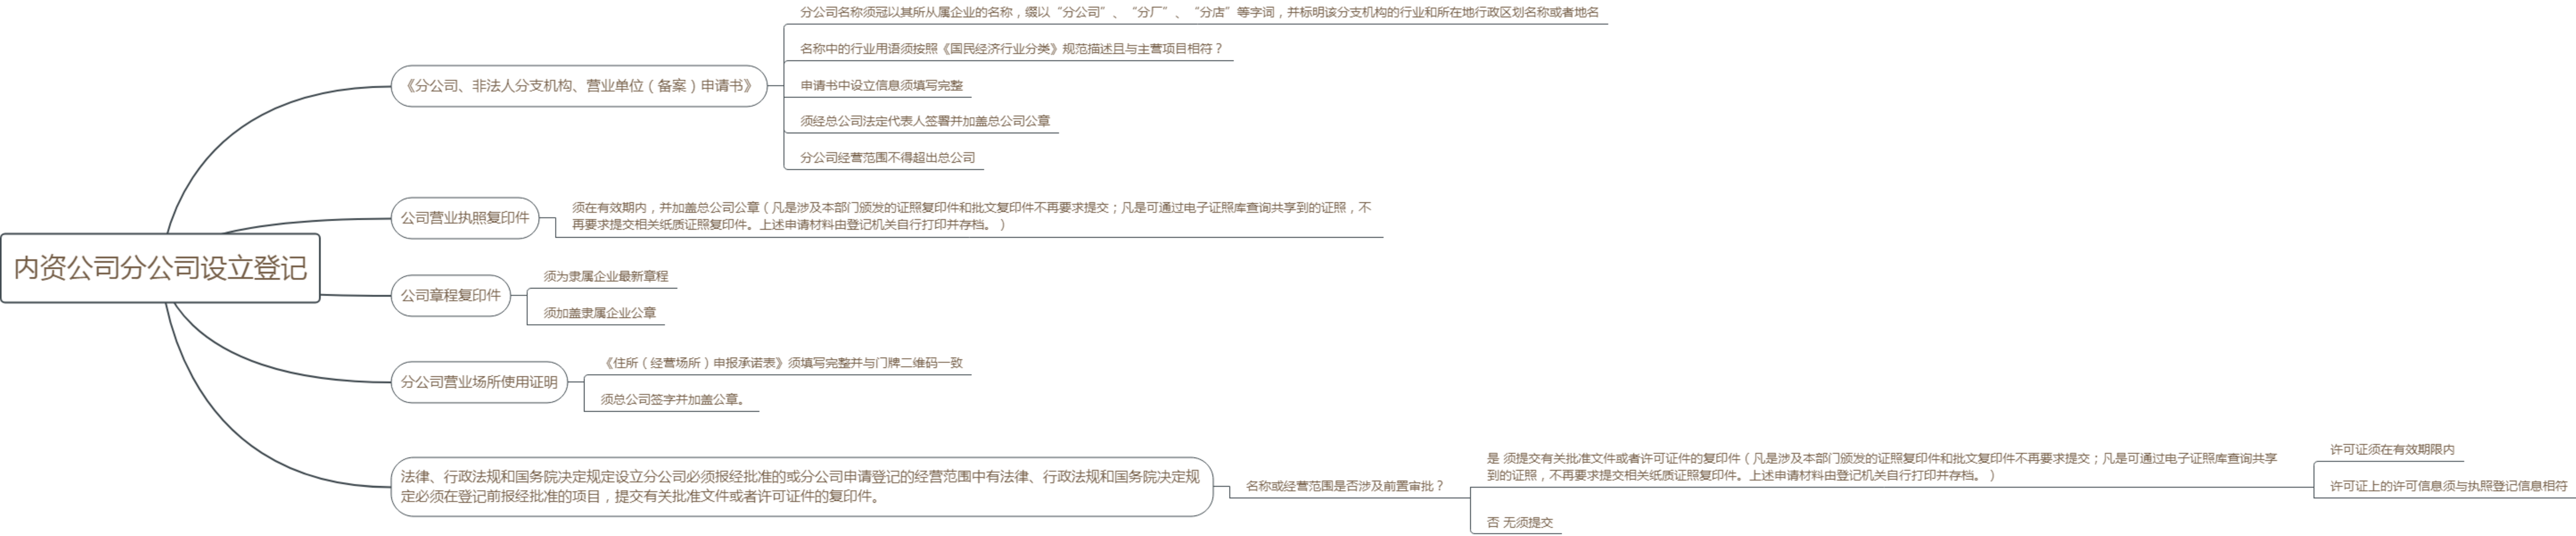 内资公司分公司设立登记
《分公司、非法人分支机构、营业单位（备案）申请书》
分公司名称须冠以其所从属企业的名称，缀以“分公司”、“分厂”、“分店”等字词，并标明该分支机构的行业和所在地行政区划名称或者地名
名称中的行业用语须按照《国民经济行业分类》规范描述且与主营项目相符？
申请书中设立信息须填写完整
须经总公司法定代表人签署并加盖总公司公章
分公司经营范围不得超出总公司
公司营业执照复印件
须在有效期内，并加盖总公司公章（凡是涉及本部门颁发的证照复印件和批文复印件不再要求提交；凡是可通过电子证照库查询共享到的证照，不
再要求提交相关纸质证照复印件。上述申请材料由登记机关自行打印并存档。）
公司章程复印件
须为隶属企业最新章程
须加盖隶属企业公章
分公司营业场所使用证明
《住所（经营场所）申报承诺表》须填写完整并与门牌二维码一致
须总公司签字并加盖公章。
法律、行政法规和国务院决定规定设立分公司必须报经批准的或分公司申请登记的经营范围中有法律、行政法规和国务院决定规
定必须在登记前报经批准的项目，提交有关批准文件或者许可证件的复印件。
名称或经营范围是否涉及前置审批？
是 须提交有关批准文件或者许可证件的复印件（凡是涉及本部门颁发的证照复印件和批文复印件不再要求提交；凡是可通过电子证照库查询共享
到的证照，不再要求提交相关纸质证照复印件。上述申请材料由登记机关自行打印并存档。）
许可证须在有效期限内
许可证上的许可信息须与执照登记信息相符
否 无须提交